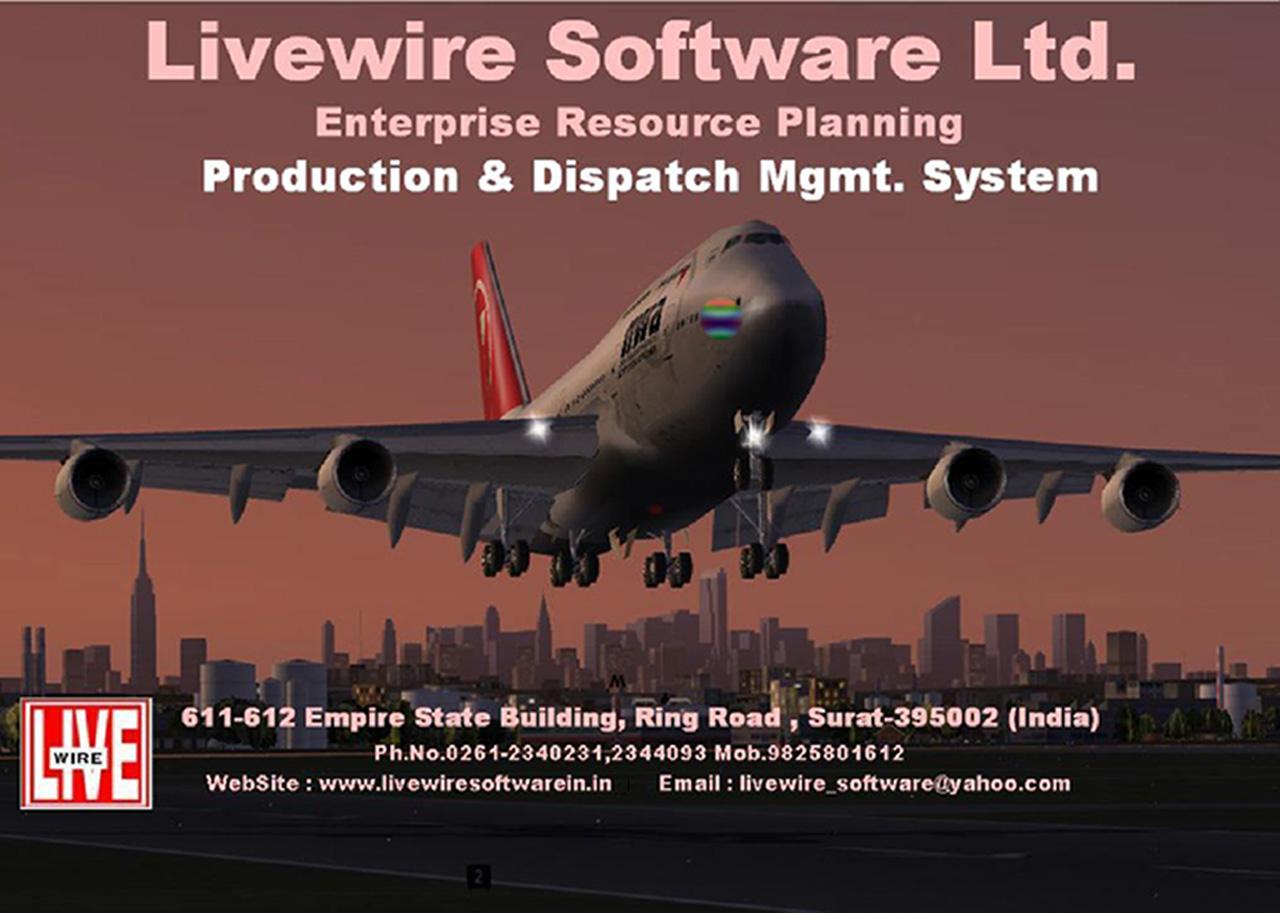 Livewire Software Ltd.
Enterprise Resource Planning
Production & Dispatch Mgmt. System
611-612 Empire State Building, Ring Road , Surat-395002 (India)
Ph.No.0261-2340231,2344093 Mob.9825801612
WebSite : www.livewiresoftwarein.in Email : livewire_software@yahoo.com
LIVE
WIRE
2